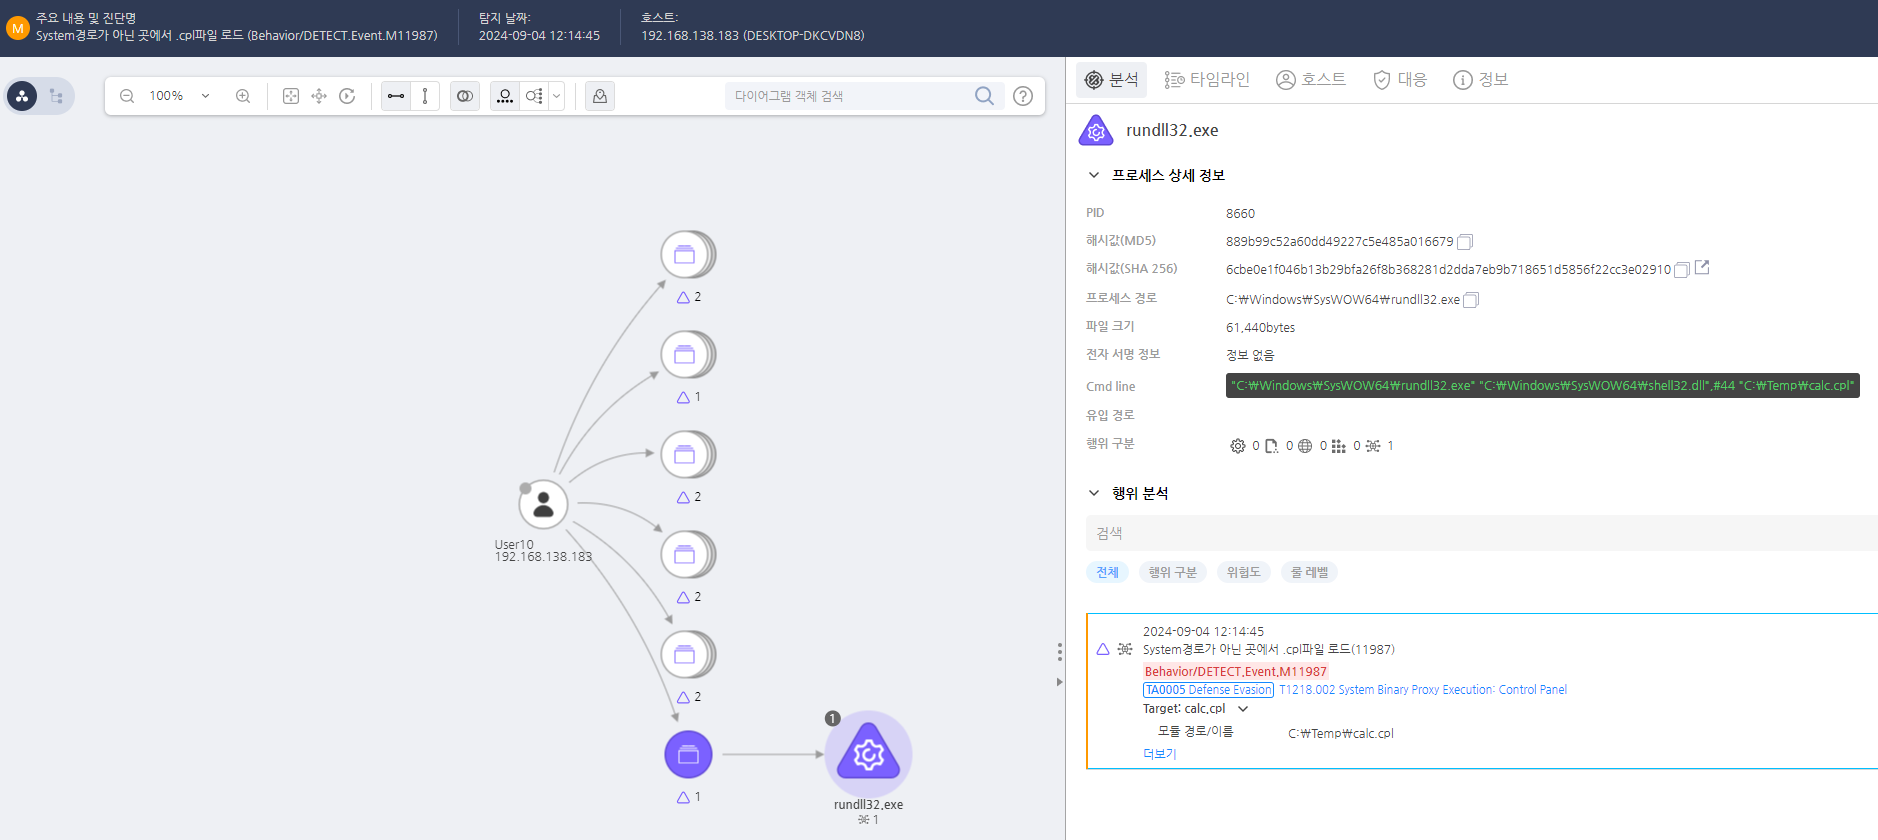 M
주요 내용 및 진단명
System경로가 아닌 곳에서 .cpl파일 로드 (Behavior/DETECT.Event.M11987)
탐지 날짜:
2024-09-04 12:14:45
호스트:
192.168.138.183 (DESKTOP-DKCVDN8)
100%
다이어그램 객체 검색
분석
타임라인
호스트
대응
정보
rundll32.exe
프로세스 상세 정보
PID 8660
해시값(MD5) 889b99c52a60dd49227c5e485a016679
해시값(SHA 256) 6cbe0e1f046b13b29bfa26f8b368281d2dda7eb9b718651d5856f22cc3e02910
프로세스 경로 C:₩Windows₩SysWOW64₩rundll32.exe
파일 크기 61,440bytes
전자 서명 정보 정보 없음
Cmd line "C:₩Windows₩SysWOW64₩rundll32.exe" "C:₩Windows₩SysWOW64₩shell32.dll",#44 "C:₩Temp₩calc.cpl"
유입 경로
행위 구분 0 0 0 0 1
행위 분석
검색
전체 행위 구분 위험도 룰 레벨
2024-09-04 12:14:45
System경로가 아닌 곳에서 .cpl파일 로드(11987)
Behavior/DETECT.Event.M11987
TA0005 Defense Evasion T1218.002 System Binary Proxy Execution: Control Panel
Target: calc.cpl
모듈 경로/이름 C:₩Temp₩calc.cpl
더보기
2
1
2
2
2
1
User10
192.168.138.183
1
rundll32.exe
1